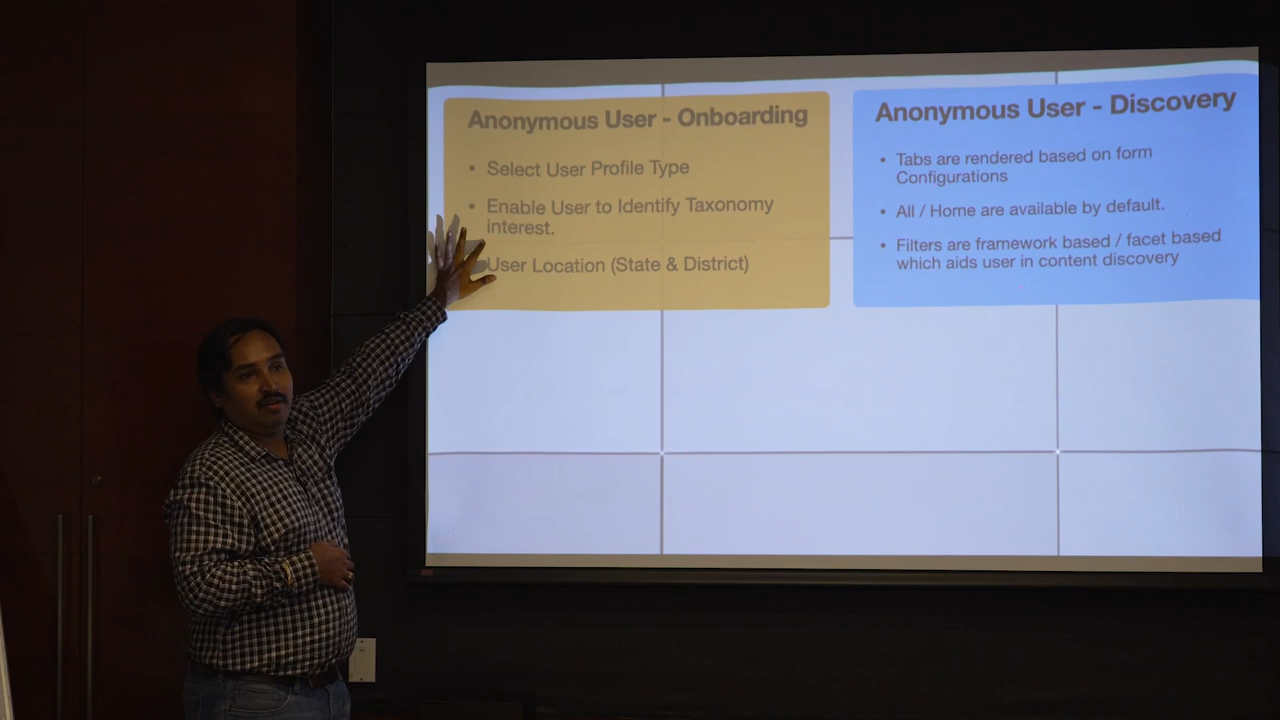 Anonymous User - Onboarding
• Select User Profile Type
• Enable User to Identify Taxonomy
interest.
User Location (State & District)
Anonymous User - Discovery
• Tabs are rendered based on form
Configurations
• All / Home are available by default.
• Filters are framework based / facet based
which aids user in content discovery